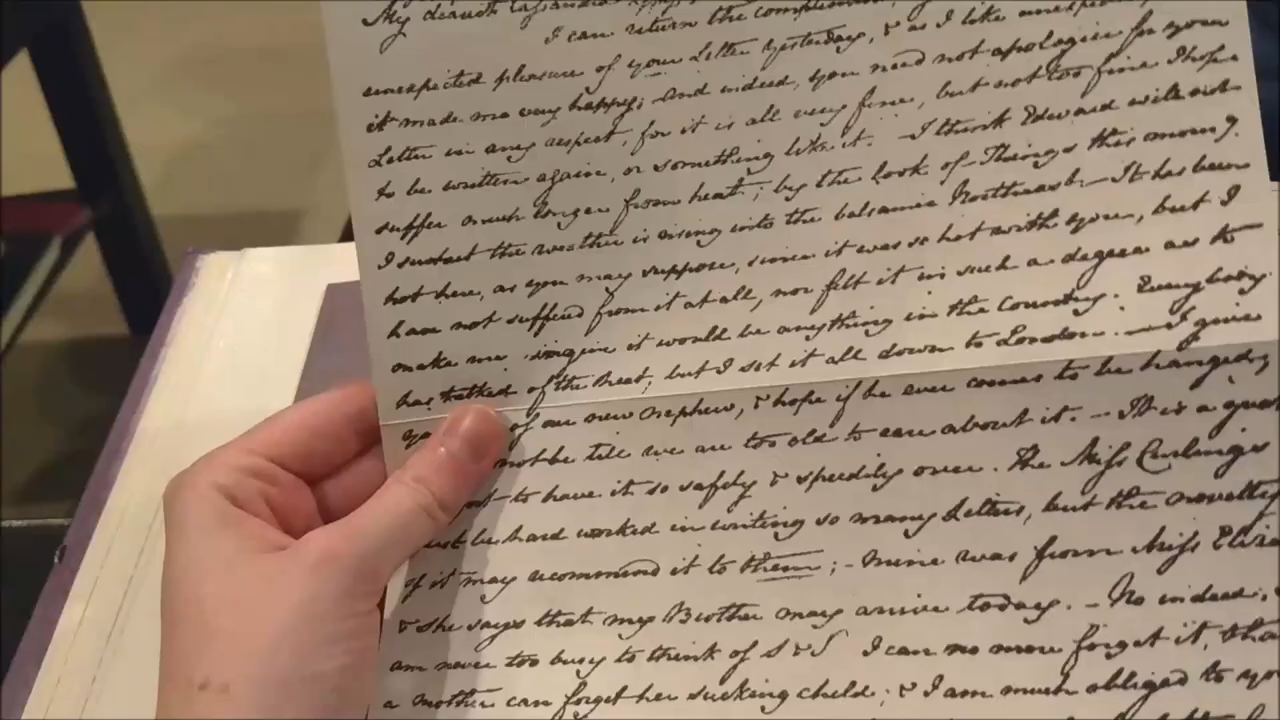 My dearest Cassandra
I can return the compliment
unexpected pleasure of your Letter yesterday, & as I like unexpected
it made me very happy; And indeed, you need not apologize for your
Letter in any respect, for it is all very fine, but not too fine I hope
to be written again, or something like it. I think Edward will not
suffer much longer from heat; by the look of Things this morng.
I suspect the weather is rising into the balsamic Northeast. It has been
hot here, as you may suppose, since it was so hot with you, but I
have not suffered from it at all, nor felt it in such a degree as to
make me imagine it would be anything in the Country. Everybody
has talked of the heat, but I set it all down to London. — I give
of our new nephew, & hope if he ever comes to be hanged,
not be till we are too old to care about it. — It is a great
to have it so safely & speedily over. The Miss Curlings
be hard worked in writing so many Letters, but the novelty
of it may recommend it to them; — mine was from Miss Eliza
& she says that my Brother may arrive today. — No indeed,
am never too busy to think of S & S I can no more forget it, than
a mother can forget her sucking child; & I am much obliged to you